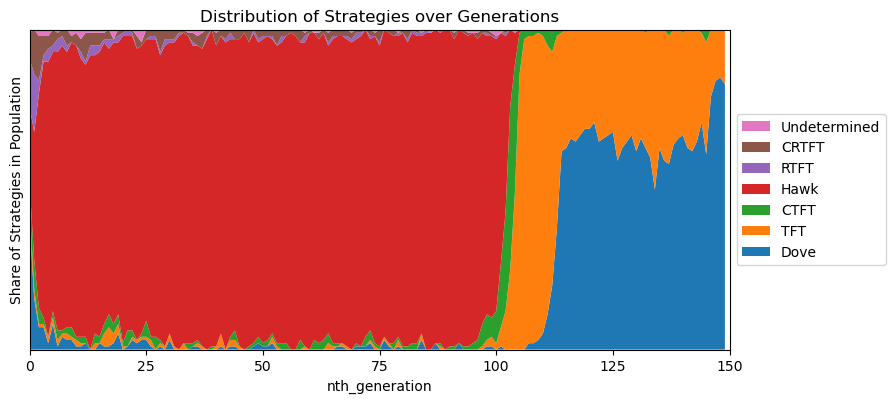 Distribution of Strategies over Generations
Share of Strategies in Population
Undetermined
CRTFT
RTFT
Hawk
CTFT
TFT
Dove
0 25 50 75 100 125 150
nth_generation